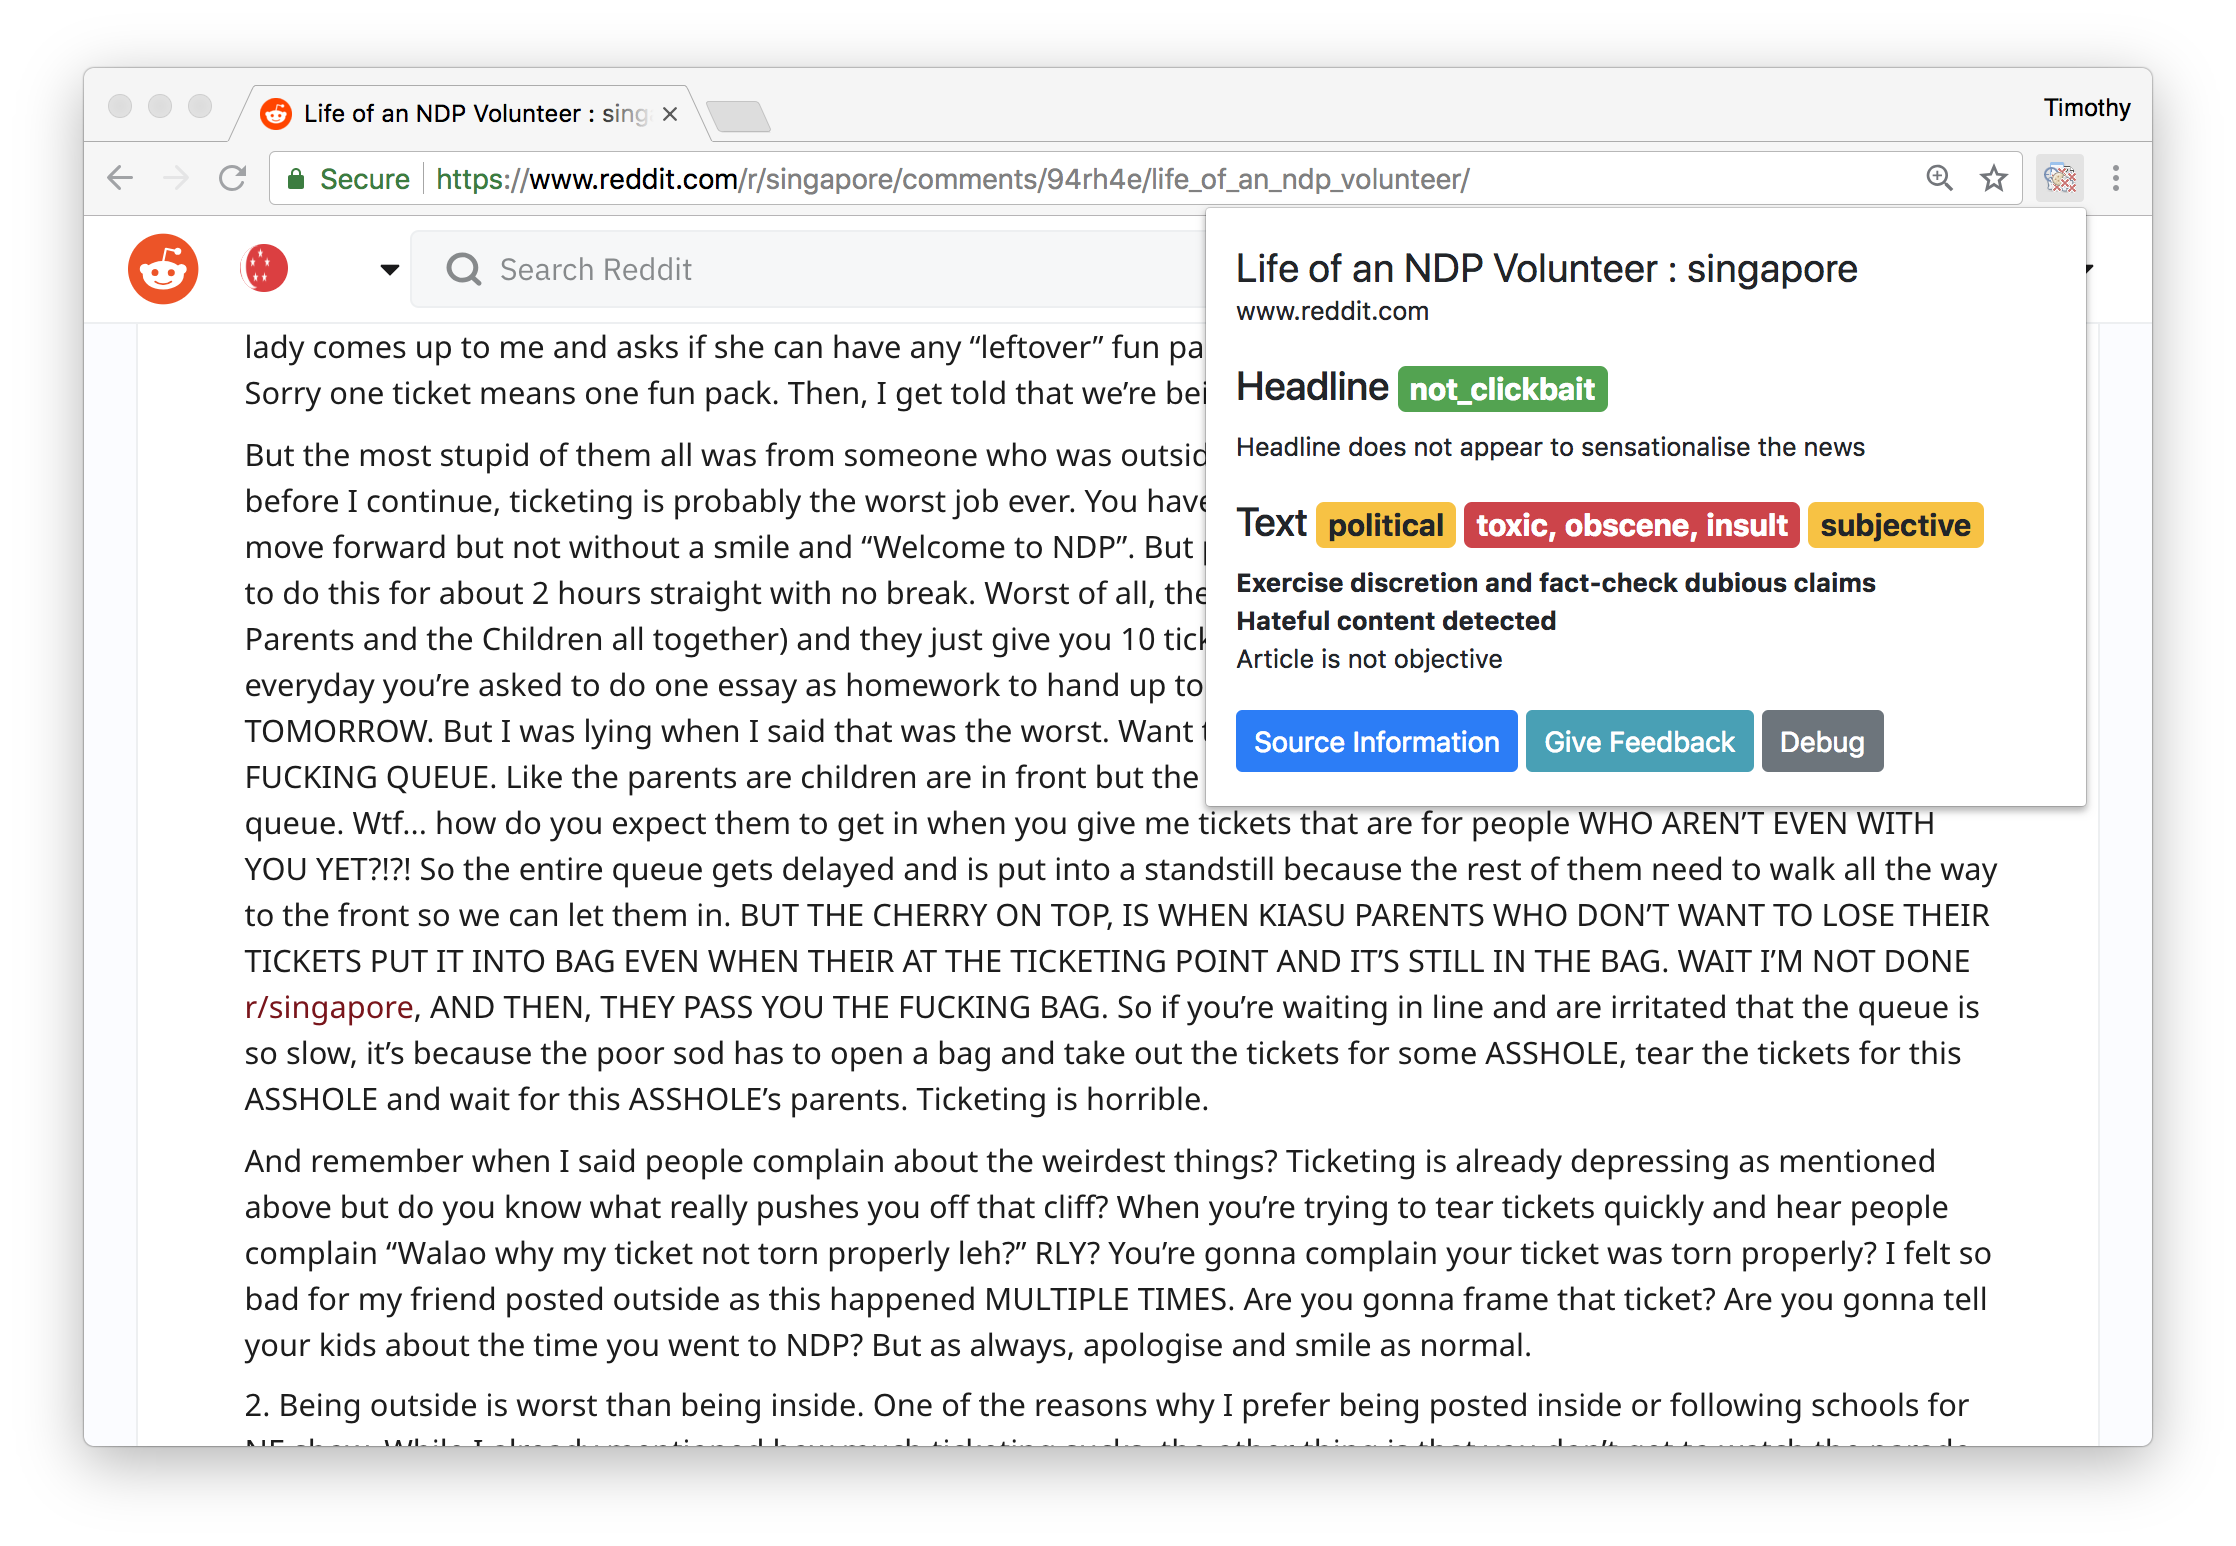 Life of an NDP Volunteer : sing
Timothy
Secure https://www.reddit.com/r/singapore/comments/94rh4e/life_of_an_ndp_volunteer/
Search Reddit
lady comes up to me and asks if she can have any “leftover” fun pa
Sorry one ticket means one fun pack. Then, I get told that we’re bei
But the most stupid of them all was from someone who was outsid
before I continue, ticketing is probably the worst job ever. You have
move forward but not without a smile and “Welcome to NDP”. But p
to do this for about 2 hours straight with no break. Worst of all, the
Parents and the Children all together) and they just give you 10 tick
everyday you’re asked to do one essay as homework to hand up to
TOMORROW. But I was lying when I said that was the worst. Want t
FUCKING QUEUE. Like the parents are children are in front but the
queue. Wtf... how do you expect them to get in when you give me tickets that are for people WHO AREN’T EVEN WITH
YOU YET?!?! So the entire queue gets delayed and is put into a standstill because the rest of them need to walk all the way
to the front so we can let them in. BUT THE CHERRY ON TOP, IS WHEN KIASU PARENTS WHO DON’T WANT TO LOSE THEIR
TICKETS PUT IT INTO BAG EVEN WHEN THEIR AT THE TICKETING POINT AND IT’S STILL IN THE BAG. WAIT I’M NOT DONE
r/singapore, AND THEN, THEY PASS YOU THE FUCKING BAG. So if you’re waiting in line and are irritated that the queue is
so slow, it’s because the poor sod has to open a bag and take out the tickets for some ASSHOLE, tear the tickets for this
ASSHOLE and wait for this ASSHOLE’s parents. Ticketing is horrible.
And remember when I said people complain about the weirdest things? Ticketing is already depressing as mentioned
above but do you know what really pushes you off that cliff? When you’re trying to tear tickets quickly and hear people
complain “Walao why my ticket not torn properly leh?” RLY? You’re gonna complain your ticket was torn properly? I felt so
bad for my friend posted outside as this happened MULTIPLE TIMES. Are you gonna frame that ticket? Are you gonna tell
your kids about the time you went to NDP? But as always, apologise and smile as normal.
2. Being outside is worst than being inside. One of the reasons why I prefer being posted inside or following schools for
NE show. While I already mentioned how much ticketing sucks, the other thing is that you don’t get to watch the parade
Life of an NDP Volunteer : singapore
www.reddit.com
Headline not_clickbait
Headline does not appear to sensationalise the news
Text political toxic, obscene, insult subjective
Exercise discretion and fact-check dubious claims
Hateful content detected
Article is not objective
Source Information Give Feedback Debug